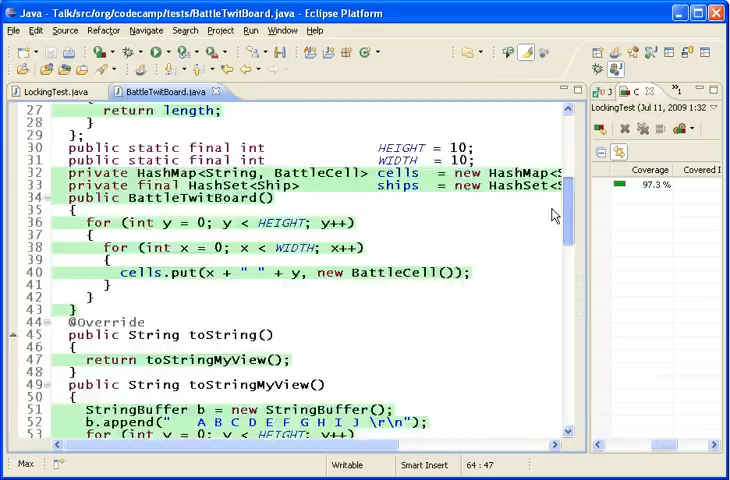 Java - Talk/src/org/codecamp/tests/BattleTwitBoard.java - Eclipse Platform
File Edit Source Refactor Navigate Search Project Run Window Help
LockingTest.java BattleTwitBoard.java
J C 1
27 return length;
28 }
29 };
30 public static final int HEIGHT = 10;
31 public static final int WIDTH = 10;
32 private HashMap<String, BattleCell> cells = new HashMap<S
33 private final HashSet<Ship> ships = new HashSet<S
34 public BattleTwitBoard()
35 {
36 for (int y = 0; y < HEIGHT; y++)
37 {
38 for (int x = 0; x < WIDTH; x++)
39 {
40 cells.put(x + " " + y, new BattleCell());
41 }
42 }
43 }
44 @Override
45 public String toString()
46 {
47 return toStringMyView();
48 }
49 public String toStringMyView()
50 {
51 StringBuffer b = new StringBuffer();
52 b.append("   A B C D E F G H I J \r\n");
53 for (int y = 0; y < HEIGHT; y++)
LockingTest (Jul 11, 2009 1:32
Coverage Covered I
97.3 %
Max Writable Smart Insert 64 : 47